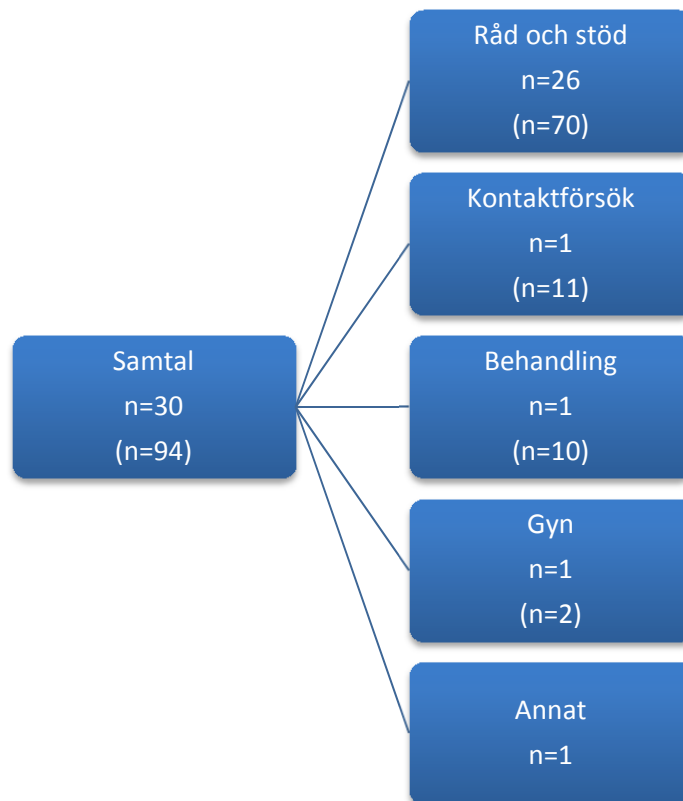 Samtal
n=30
(n=94)
Råd och stöd
n=26
(n=70)
Kontaktförsök
n=1
(n=11)
Behandling
n=1
(n=10)
Gyn
n=1
(n=2)
Annat
n=1